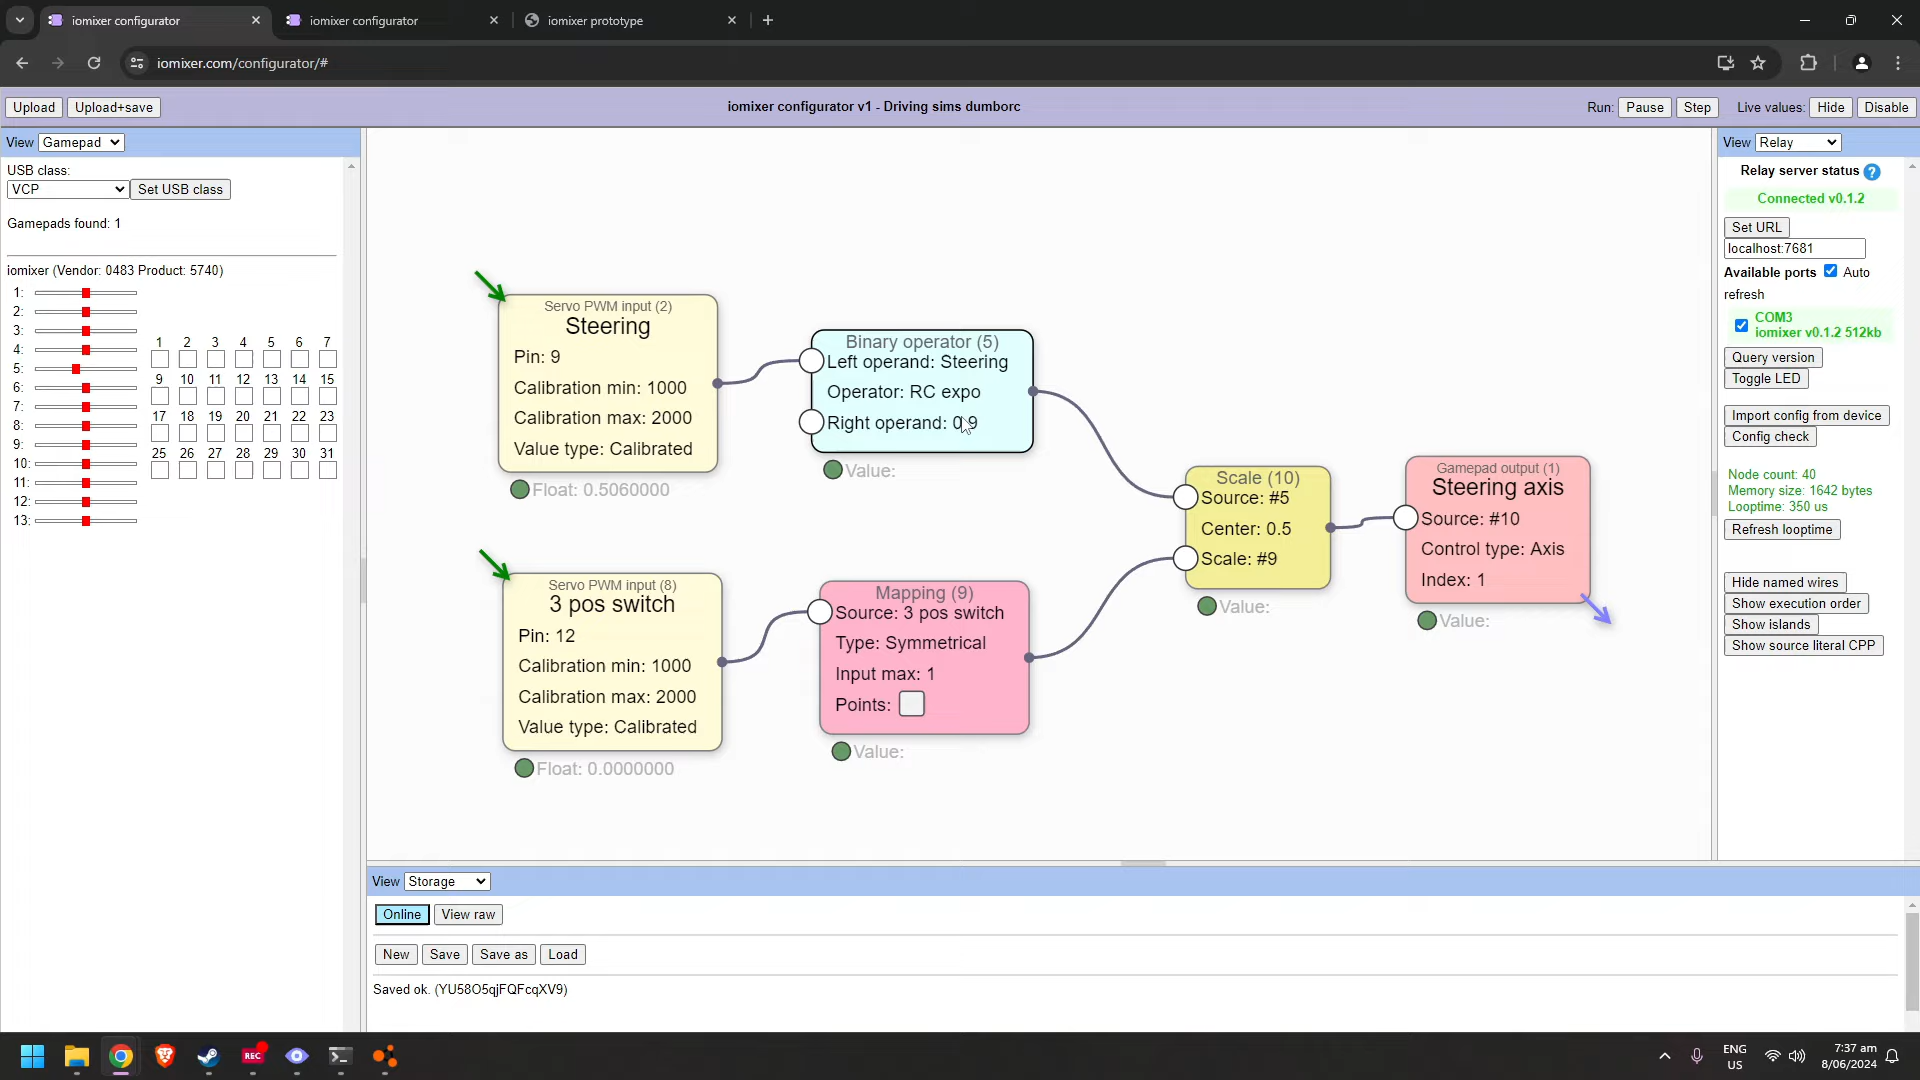 iomixer configurator
iomixer configurator
iomixer prototype
iomixer.com/configurator/#
Upload
Upload+save
iomixer configurator v1 - Driving sims dumborc
Run:
Pause
Step
Live values:
Hide
Disable
View
Gamepad
USB class:
VCP
Set USB class
Gamepads found: 1
iomixer (Vendor: 0483 Product: 5740)
1:
2:
3:
4:
5:
6:
7:
8:
9:
10:
11:
12:
13:
1 2 3 4 5 6 7
9 10 11 12 13 14 15
17 18 19 20 21 22 23
25 26 27 28 29 30 31
Servo PWM input (2)
Steering
Pin: 9
Calibration min: 1000
Calibration max: 2000
Value type: Calibrated
Float: 0.5060000
Binary operator (5)
Left operand: Steering
Operator: RC expo
Right operand: 0.9
Value:
Servo PWM input (8)
3 pos switch
Pin: 12
Calibration min: 1000
Calibration max: 2000
Value type: Calibrated
Float: 0.0000000
Mapping (9)
Source: 3 pos switch
Type: Symmetrical
Input max: 1
Points:
Value:
Scale (10)
Source: #5
Center: 0.5
Scale: #9
Value:
Gamepad output (1)
Steering axis
Source: #10
Control type: Axis
Index: 1
Value:
View
Relay
Relay server status ?
Connected v0.1.2
Set URL
localhost:7681
Available ports Auto
refresh
COM3
iomixer v0.1.2 512kb
Query version
Toggle LED
Import config from device
Config check
Node count: 40
Memory size: 1642 bytes
Looptime: 350 us
Refresh looptime
Hide named wires
Show execution order
Show islands
Show source literal CPP
View
Storage
Online
View raw
New
Save
Save as
Load
Saved ok. (YU58O5qjFQFcqXV9)
REC
ENG
US
7:37 am
8/06/2024